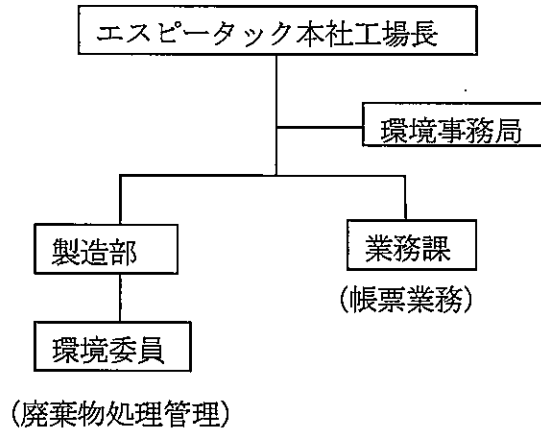 エスピータック本社工場長
環境事務局
製造部
業務課
(帳票業務)
環境委員
(廃棄物処理管理)